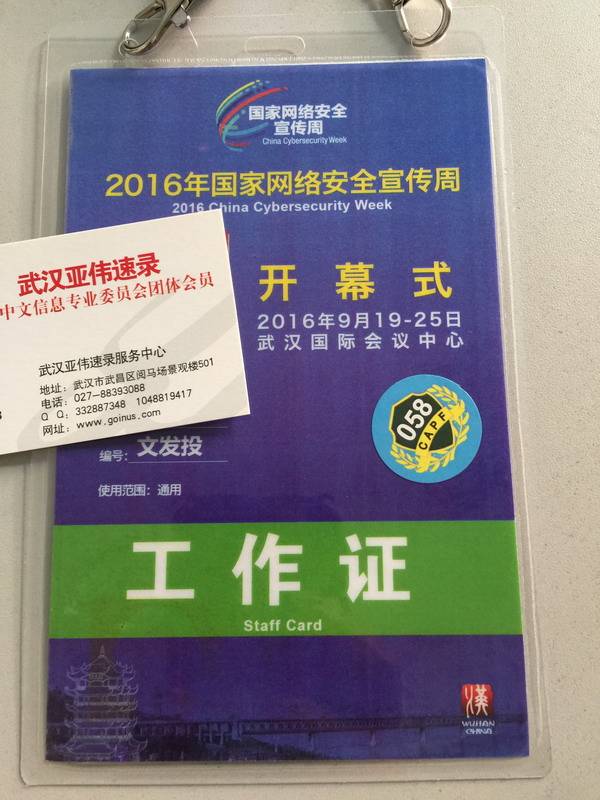 国家网络安全
宣传周
China Cybersecurity Week
2016年国家网络安全宣传周
2016 China Cybersecurity Week
开幕式
2016年9月19-25日
武汉国际会议中心
武汉亚伟速录
中文信息专业委员会团体会员
武汉亚伟速录服务中心
地址：武汉市武昌区阅马场景观楼501
电话：027-88393088
Q Q：332887348 1048819417
网址：www.goinus.com
058
CAPF
编号：文发投
使用范围：通用
工作证
Staff Card
漢
WUHAN
CHINA